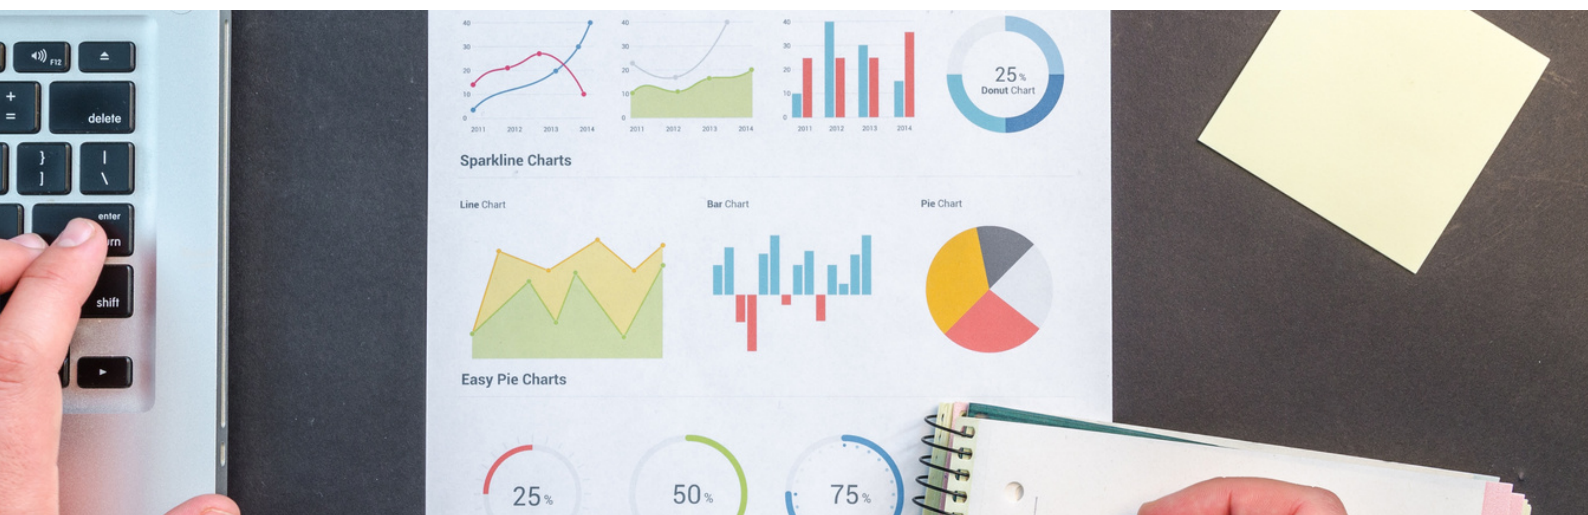 F12
+
=
delete
}
]
|
\
enter
shift
40
30
20
10
0
2011 2012 2013 2014
40
30
20
10
0
2011 2012 2013 2014
40
30
20
10
0
2011 2012 2013 2014
25%
Donut Chart
Sparkline Charts
Line Chart
Bar Chart
Pie Chart
Easy Pie Charts
25%
50%
75%